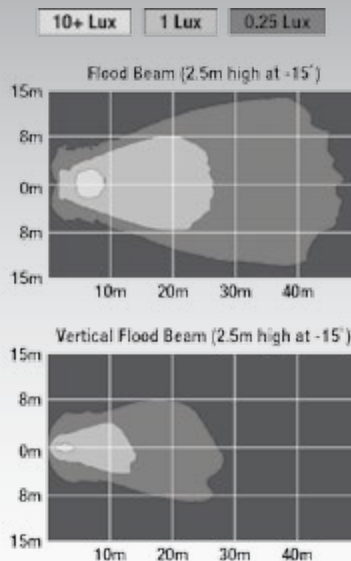 10+ Lux 1 Lux 0.25 Lux
Flood Beam (2.5m high at -15°)
15m
8m
0m
8m
15m
10m 20m 30m 40m
Vertical Flood Beam (2.5m high at -15°)
15m
8m
0m
8m
15m
10m 20m 30m 40m